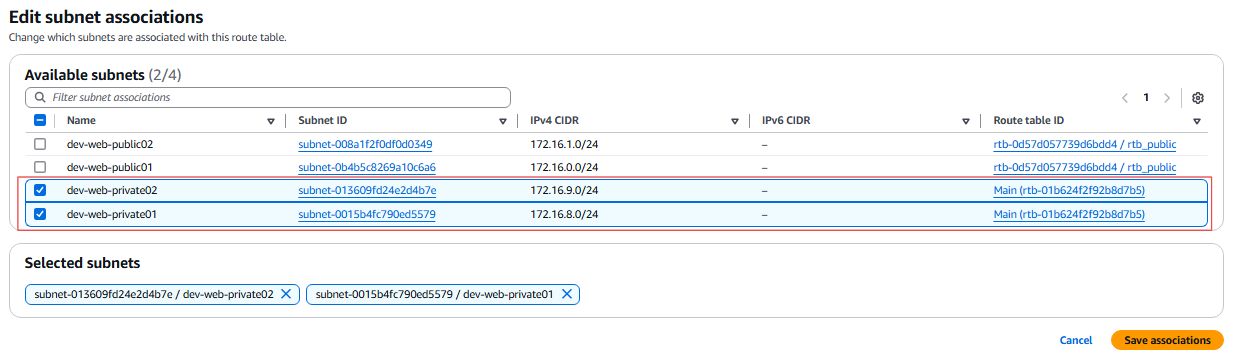 Edit subnet associations
Change which subnets are associated with this route table.
Available subnets (2/4)
Filter subnet associations
1
Name Subnet ID IPv4 CIDR IPv6 CIDR Route table ID
dev-web-public02 subnet-008a1f2f0df0d0349 172.16.1.0/24 – rtb-0d57d057739d6bdd4 / rtb_public
dev-web-public01 subnet-0b4b5c8269a10c6a6 172.16.0.0/24 – rtb-0d57d057739d6bdd4 / rtb_public
dev-web-private02 subnet-013609fd24e2d4b7e 172.16.9.0/24 – Main (rtb-01b624f2f92b8d7b5)
dev-web-private01 subnet-0015b4fc790ed5579 172.16.8.0/24 – Main (rtb-01b624f2f92b8d7b5)
Selected subnets
subnet-013609fd24e2d4b7e / dev-web-private02 subnet-0015b4fc790ed5579 / dev-web-private01
Cancel Save associations